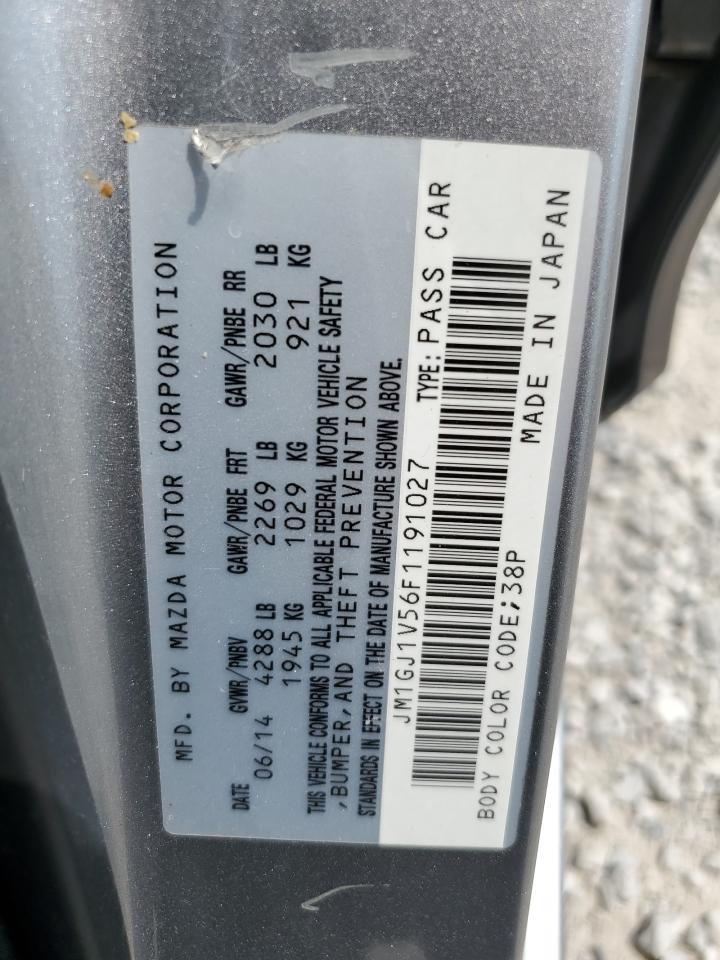 MFD. BY MAZDA MOTOR CORPORATION
DATE GVWR/PNBV GAWR/PNBE FRT GAWR/PNBE RR
06/14 4288 LB 2269 LB 2030 LB
1945 KG 1029 KG 921 KG
THIS VEHICLE CONFORMS TO ALL APPLICABLE FEDERAL MOTOR VEHICLE SAFETY
,BUMPER,AND THEFT PREVENTION
STANDARDS IN EFFECT ON THE DATE OF MANUFACTURE SHOWN ABOVE.
JM1GJ1V56F1191027 TYPE: PASS CAR
BODY COLOR CODE;38P MADE IN JAPAN